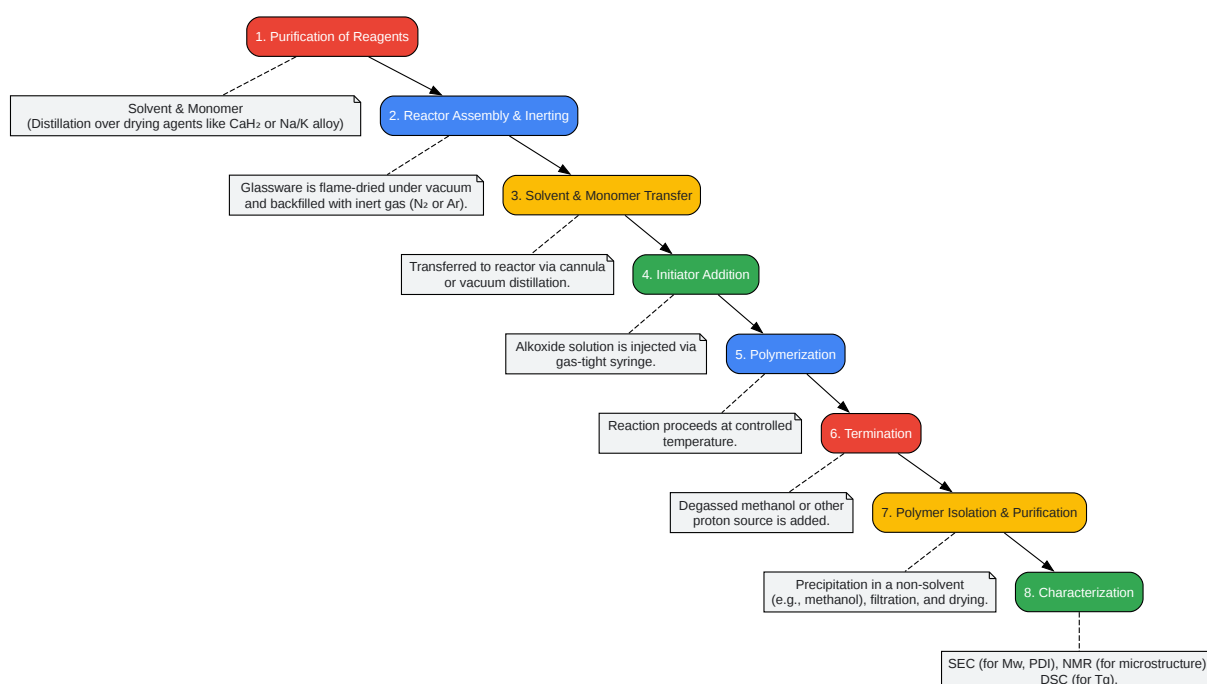 1. Purification of Reagents
Solvent & Monomer
(Distillation over drying agents like CaH₂ or Na/K alloy)
2. Reactor Assembly & Inerting
Glassware is flame-dried under vacuum
and backfilled with inert gas (N₂ or Ar).
3. Solvent & Monomer Transfer
Transferred to reactor via cannula
or vacuum distillation.
4. Initiator Addition
Alkoxide solution is injected via
gas-tight syringe.
5. Polymerization
Reaction proceeds at controlled
temperature.
6. Termination
Degassed methanol or other
proton source is added.
7. Polymer Isolation & Purification
Precipitation in a non-solvent
(e.g., methanol), filtration, and drying.
8. Characterization
SEC (for Mw, PDI), NMR (for microstructure)
DSC (for Tg).